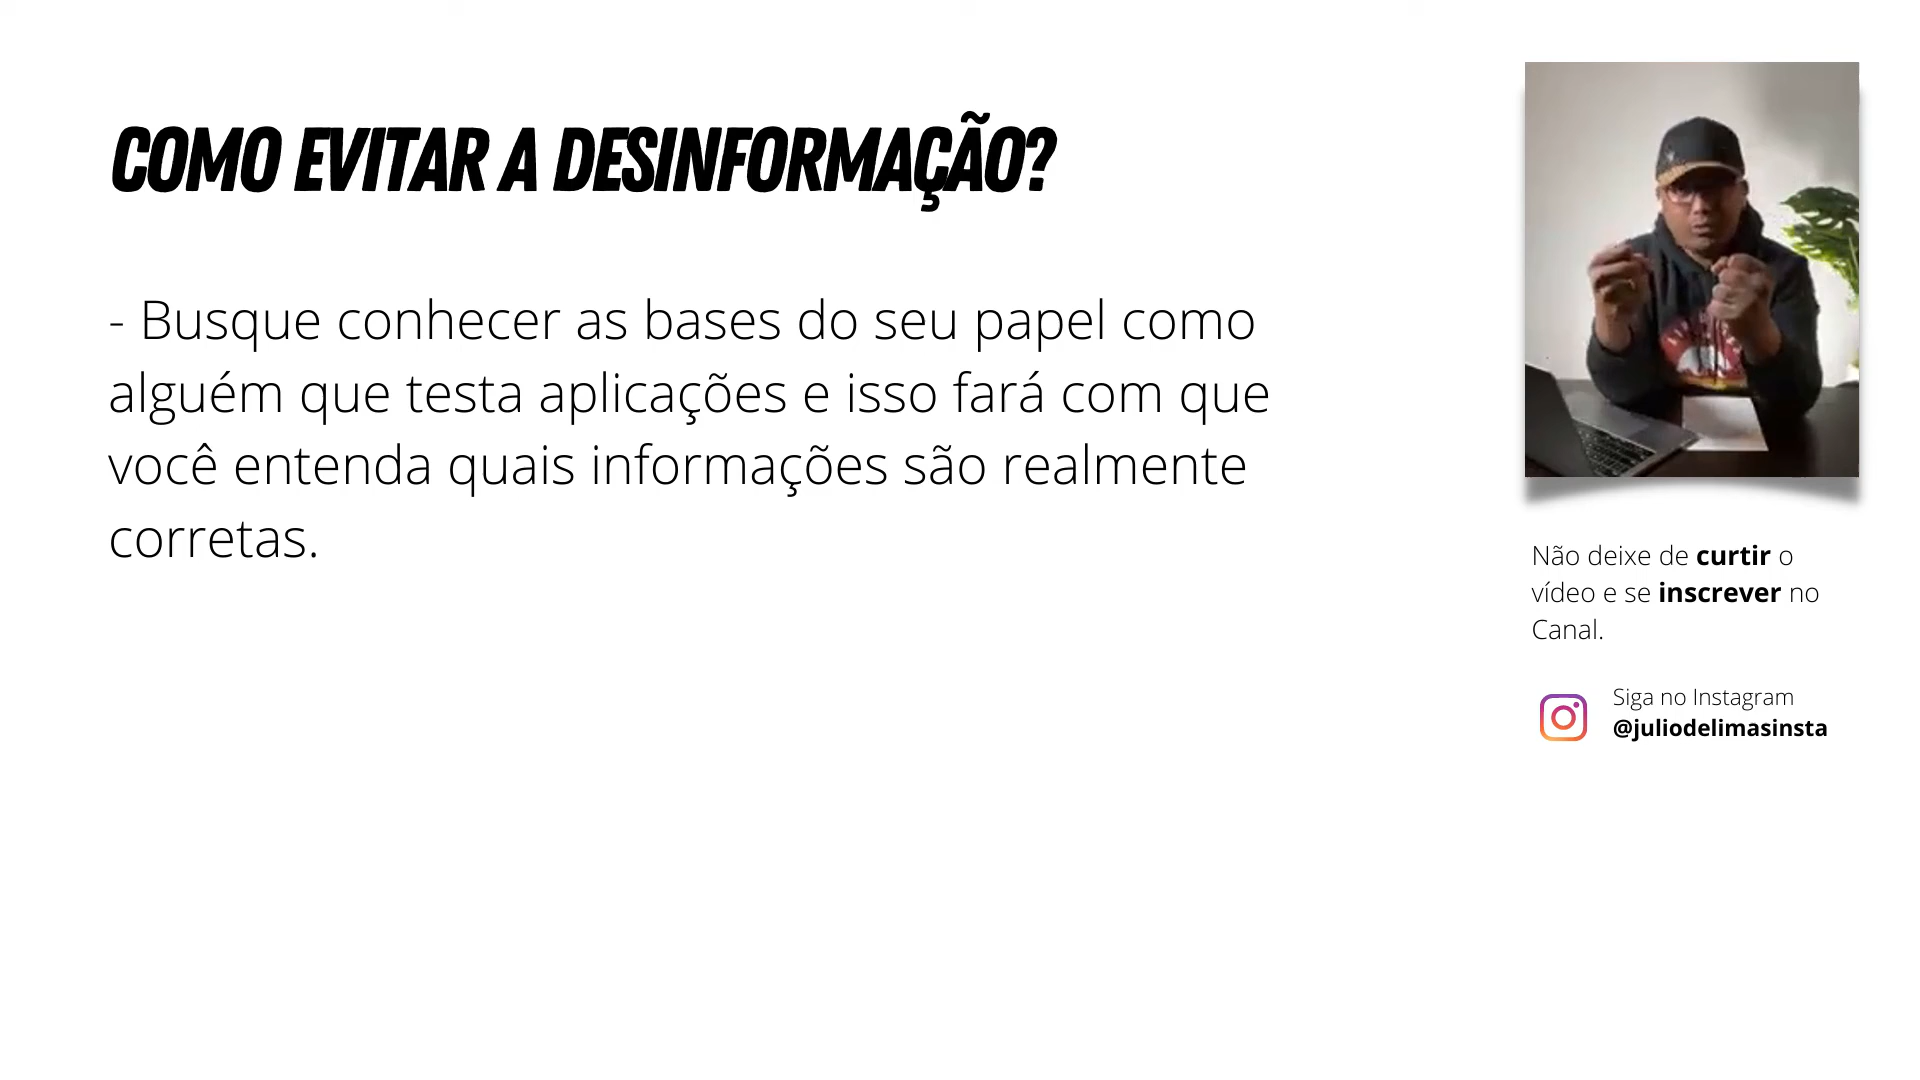 COMO EVITAR A DESINFORMAÇÃO?
- Busque conhecer as bases do seu papel como
alguém que testa aplicações e isso fará com que
você entenda quais informações são realmente
corretas.
Não deixe de curtir o
vídeo e se inscrever no
Canal.
Siga no Instagram
@juliodelimasinsta